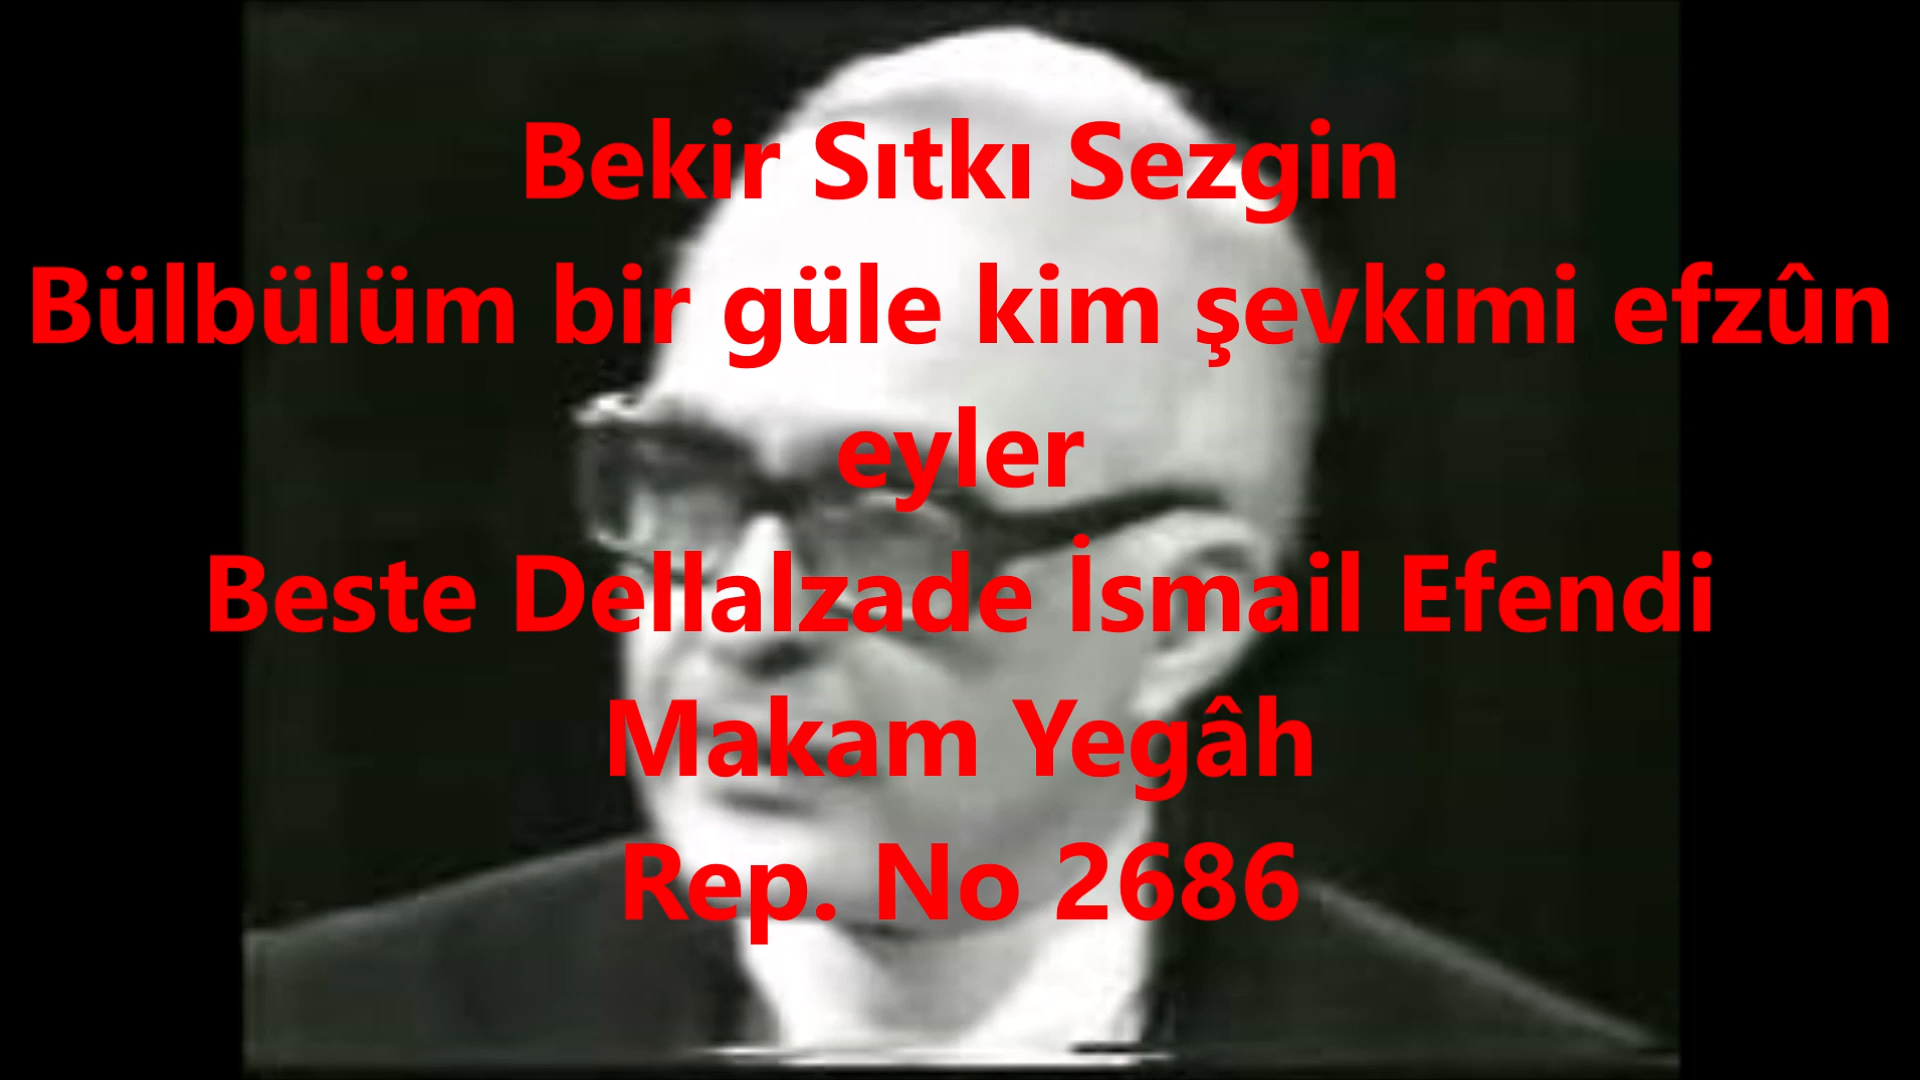 Bekir Sıtkı Sezgin
Bülbülüm bir güle kim şevkimi efzûn
eyler
Beste Dellalzade İsmail Efendi
Makam Yegâh
Rep. No 2686